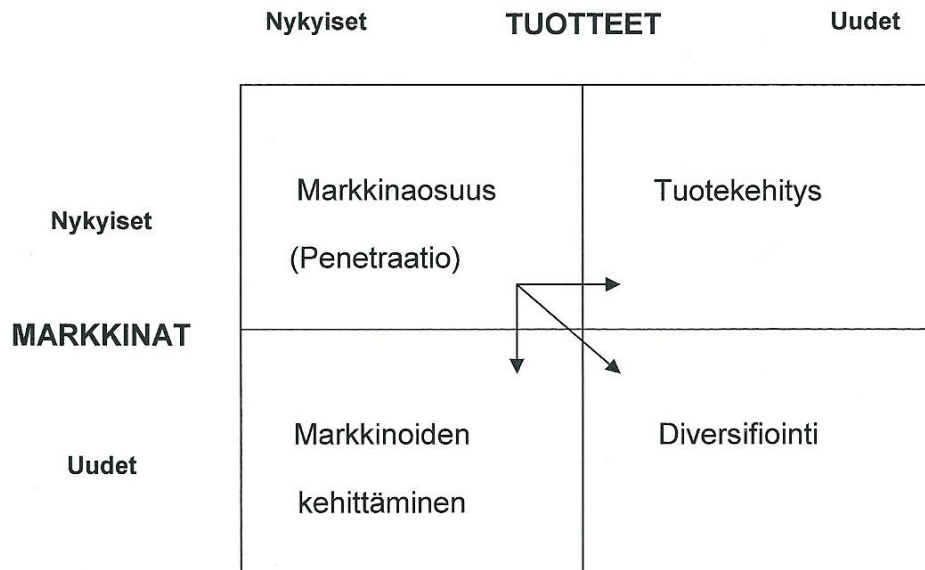 Nykyiset TUOTTEET Uudet
Markkinaosuus Tuotekehitys
Nykyiset
(Penetraatio)
MARKKINAT
Markkinoiden Diversifiointi
Uudet
kehittäminen